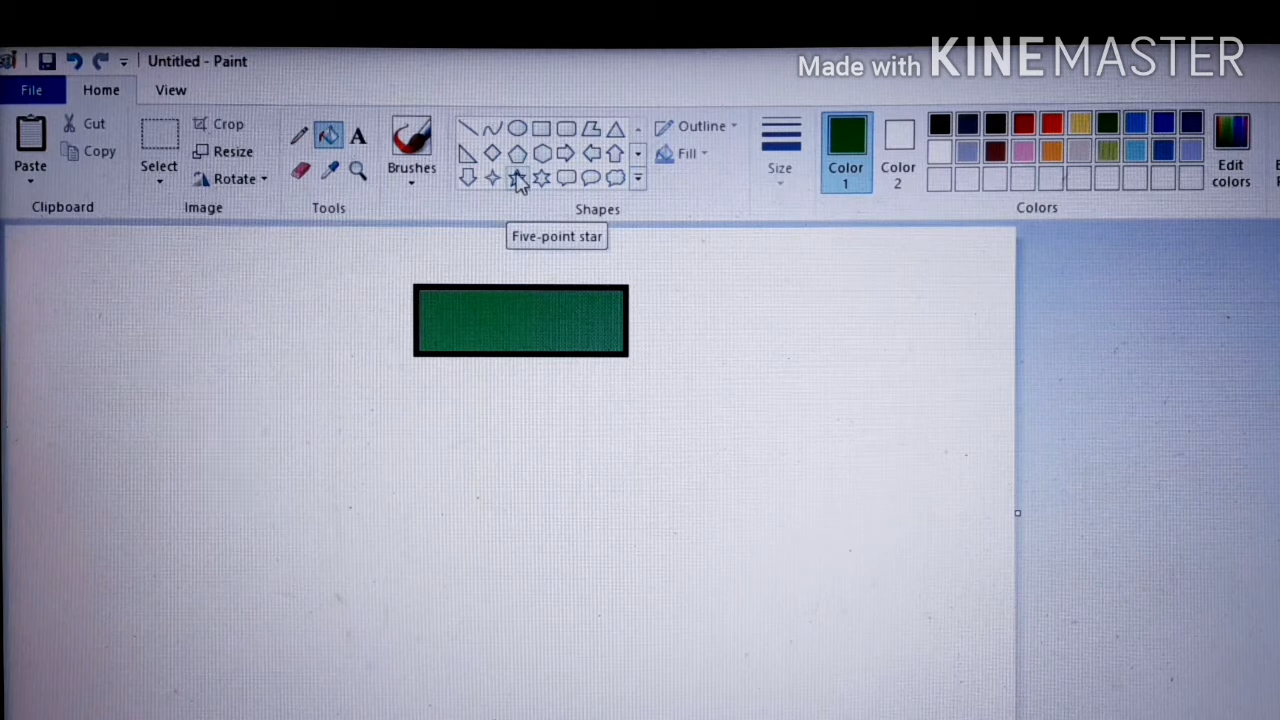 Made with KINEMASTER
Untitled - Paint
File
Home
View
Paste
Cut
Copy
Clipboard
Select
Crop
Resize
Rotate
Image
A
Tools
Brushes
Outline
Fill
Shapes
Size
Color
1
Color
2
Edit
colors
Colors
Five-point star